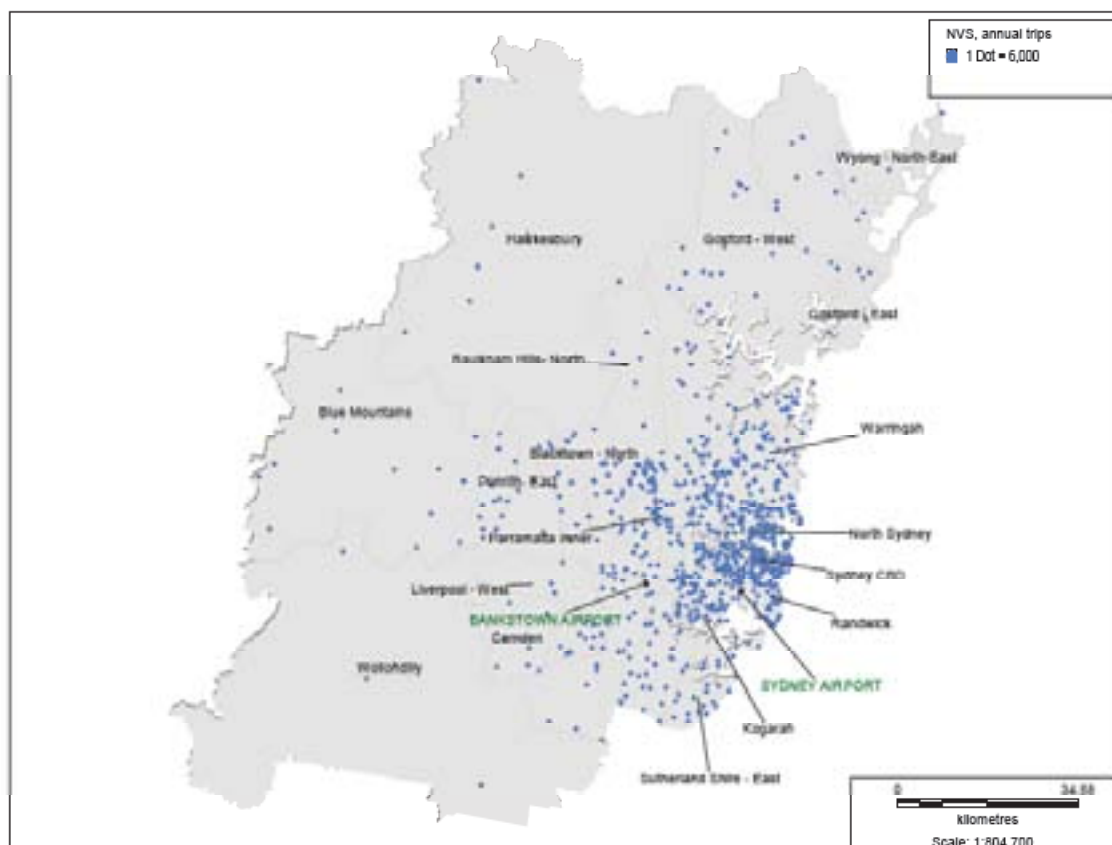 NVS, annual trips
1 Dot = 6,000
Wyong - North-East
Hawkesbury
Gosford - West
Gosford - East
Baulkham Hills- North
Blue Mountains
Warringah
Blacktown - North
Penrith - East
Parramatta Inner
North Sydney
Sydney CBD
Liverpool - West
Randwick
BANKSTOWN AIRPORT
Camden
Wollondilly
SYDNEY AIRPORT
Kogarah
Sutherland Shire - East
0 34.58
kilometres
Scale: 1:804,700